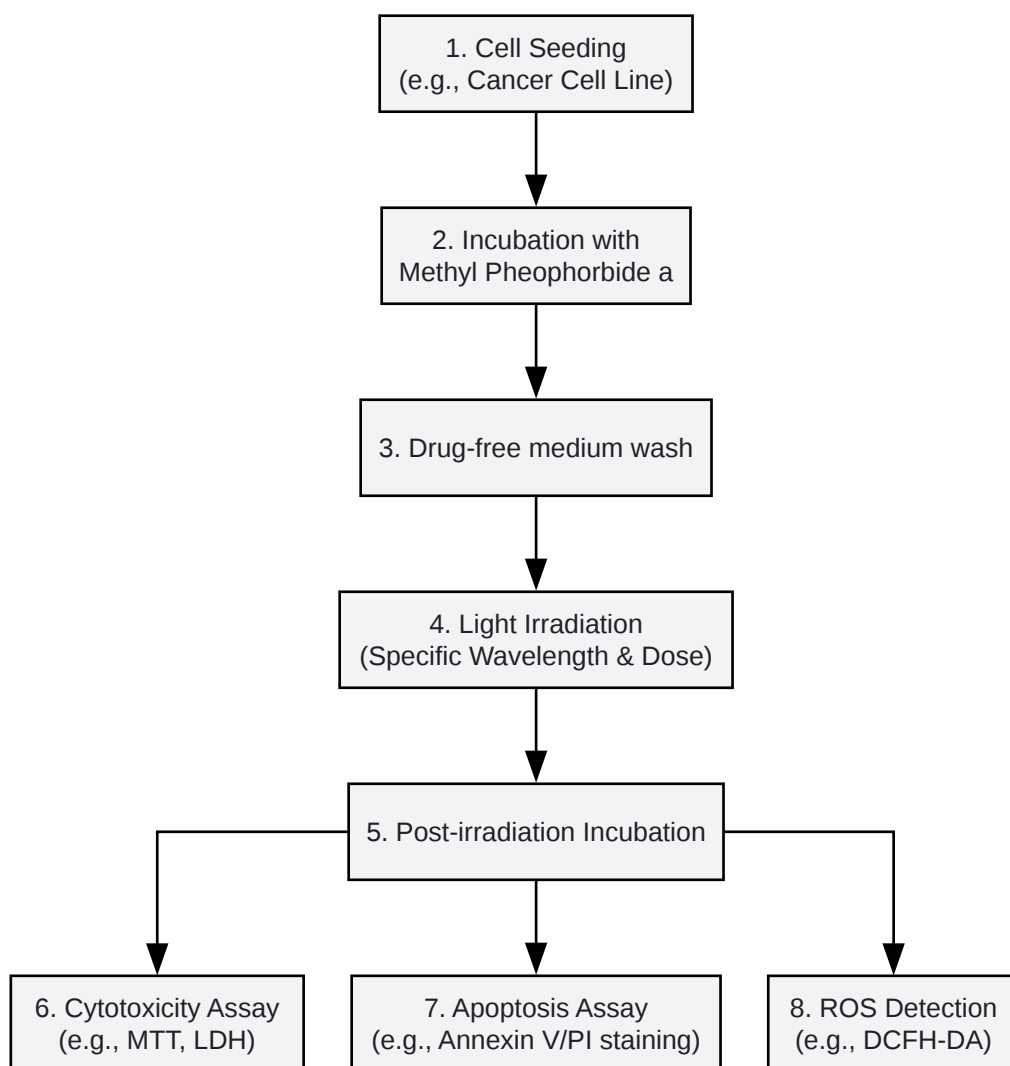 1. Cell Seeding
(e.g., Cancer Cell Line)
2. Incubation with
Methyl Pheophorbide a
3. Drug-free medium wash
4. Light Irradiation
(Specific Wavelength & Dose)
5. Post-irradiation Incubation
6. Cytotoxicity Assay
(e.g., MTT, LDH)
7. Apoptosis Assay
(e.g., Annexin V/PI staining)
8. ROS Detection
(e.g., DCFH-DA)